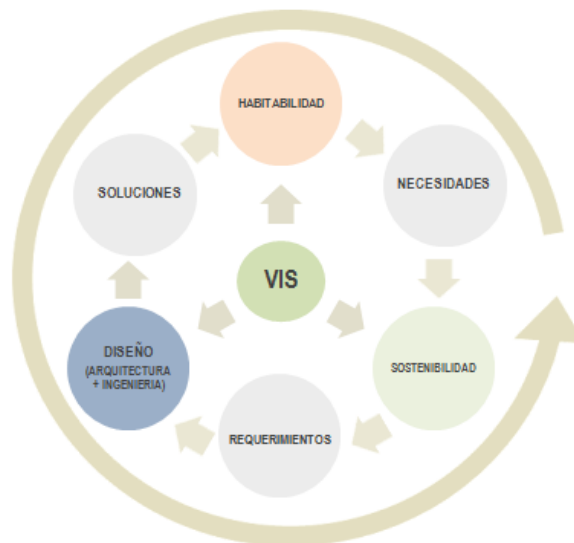 HABITABILIDAD
NECESIDADES
SOLUCIONES
VIS
DISEÑO
(ARQUITECTURA
+ INGENIERIA)
SOSTENIBILIDAD
REQUERIMIENTOS